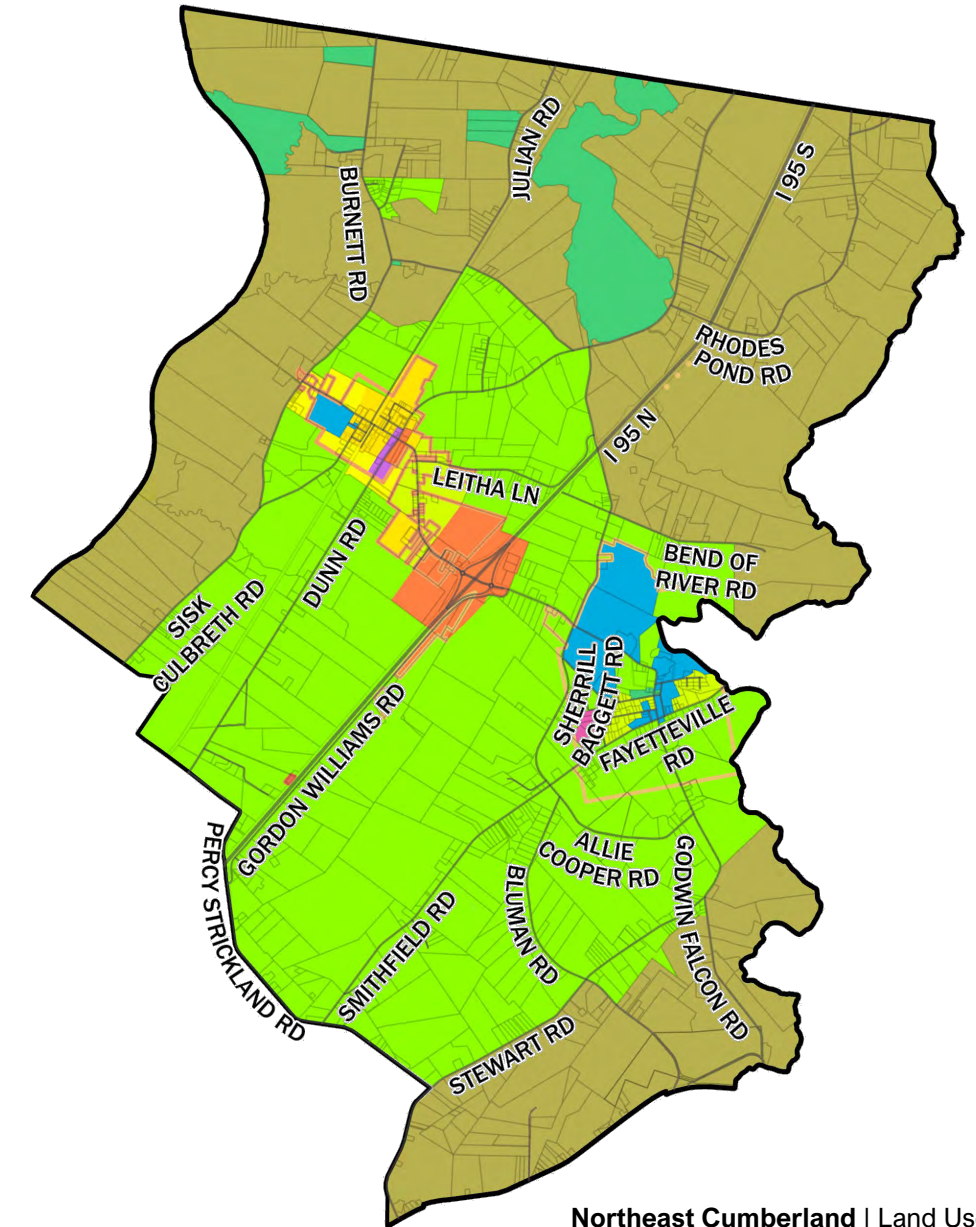 JULIAN RD
I 95 S
BURNETT RD
RHODES
POND RD
I 95 N
LEITHA LN
DUNN RD
BEND OF
RIVER RD
SISK
CULBRETH RD
SHERRILL
BAGGETT RD
FAYETTEVILLE
RD
GORDON WILLIAMS RD
PERCY STRICKLAND RD
ALLIE
COOPER RD
GODWIN FALCON RD
BLUMAN RD
SMITHFIELD RD
STEWART RD
Northeast Cumberland | Land Us